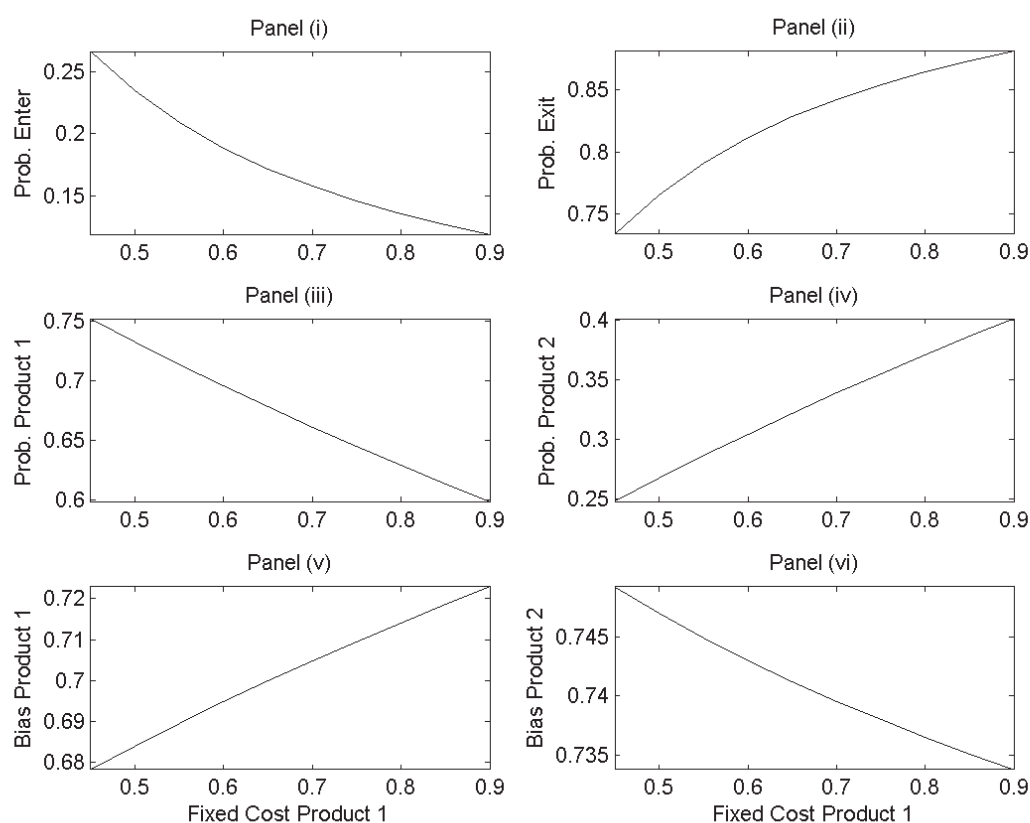 Panel (i)
Prob. Enter
0.25
0.2
0.15
0.5 0.6 0.7 0.8 0.9
Panel (ii)
Prob. Exit
0.85
0.8
0.75
0.5 0.6 0.7 0.8 0.9
Panel (iii)
Prob. Product 1
0.75
0.7
0.65
0.6
0.5 0.6 0.7 0.8 0.9
Panel (iv)
Prob. Product 2
0.4
0.35
0.3
0.25
0.5 0.6 0.7 0.8 0.9
Panel (v)
Bias Product 1
0.72
0.71
0.7
0.69
0.68
0.5 0.6 0.7 0.8 0.9
Fixed Cost Product 1
Panel (vi)
Bias Product 2
0.745
0.74
0.735
0.5 0.6 0.7 0.8 0.9
Fixed Cost Product 1